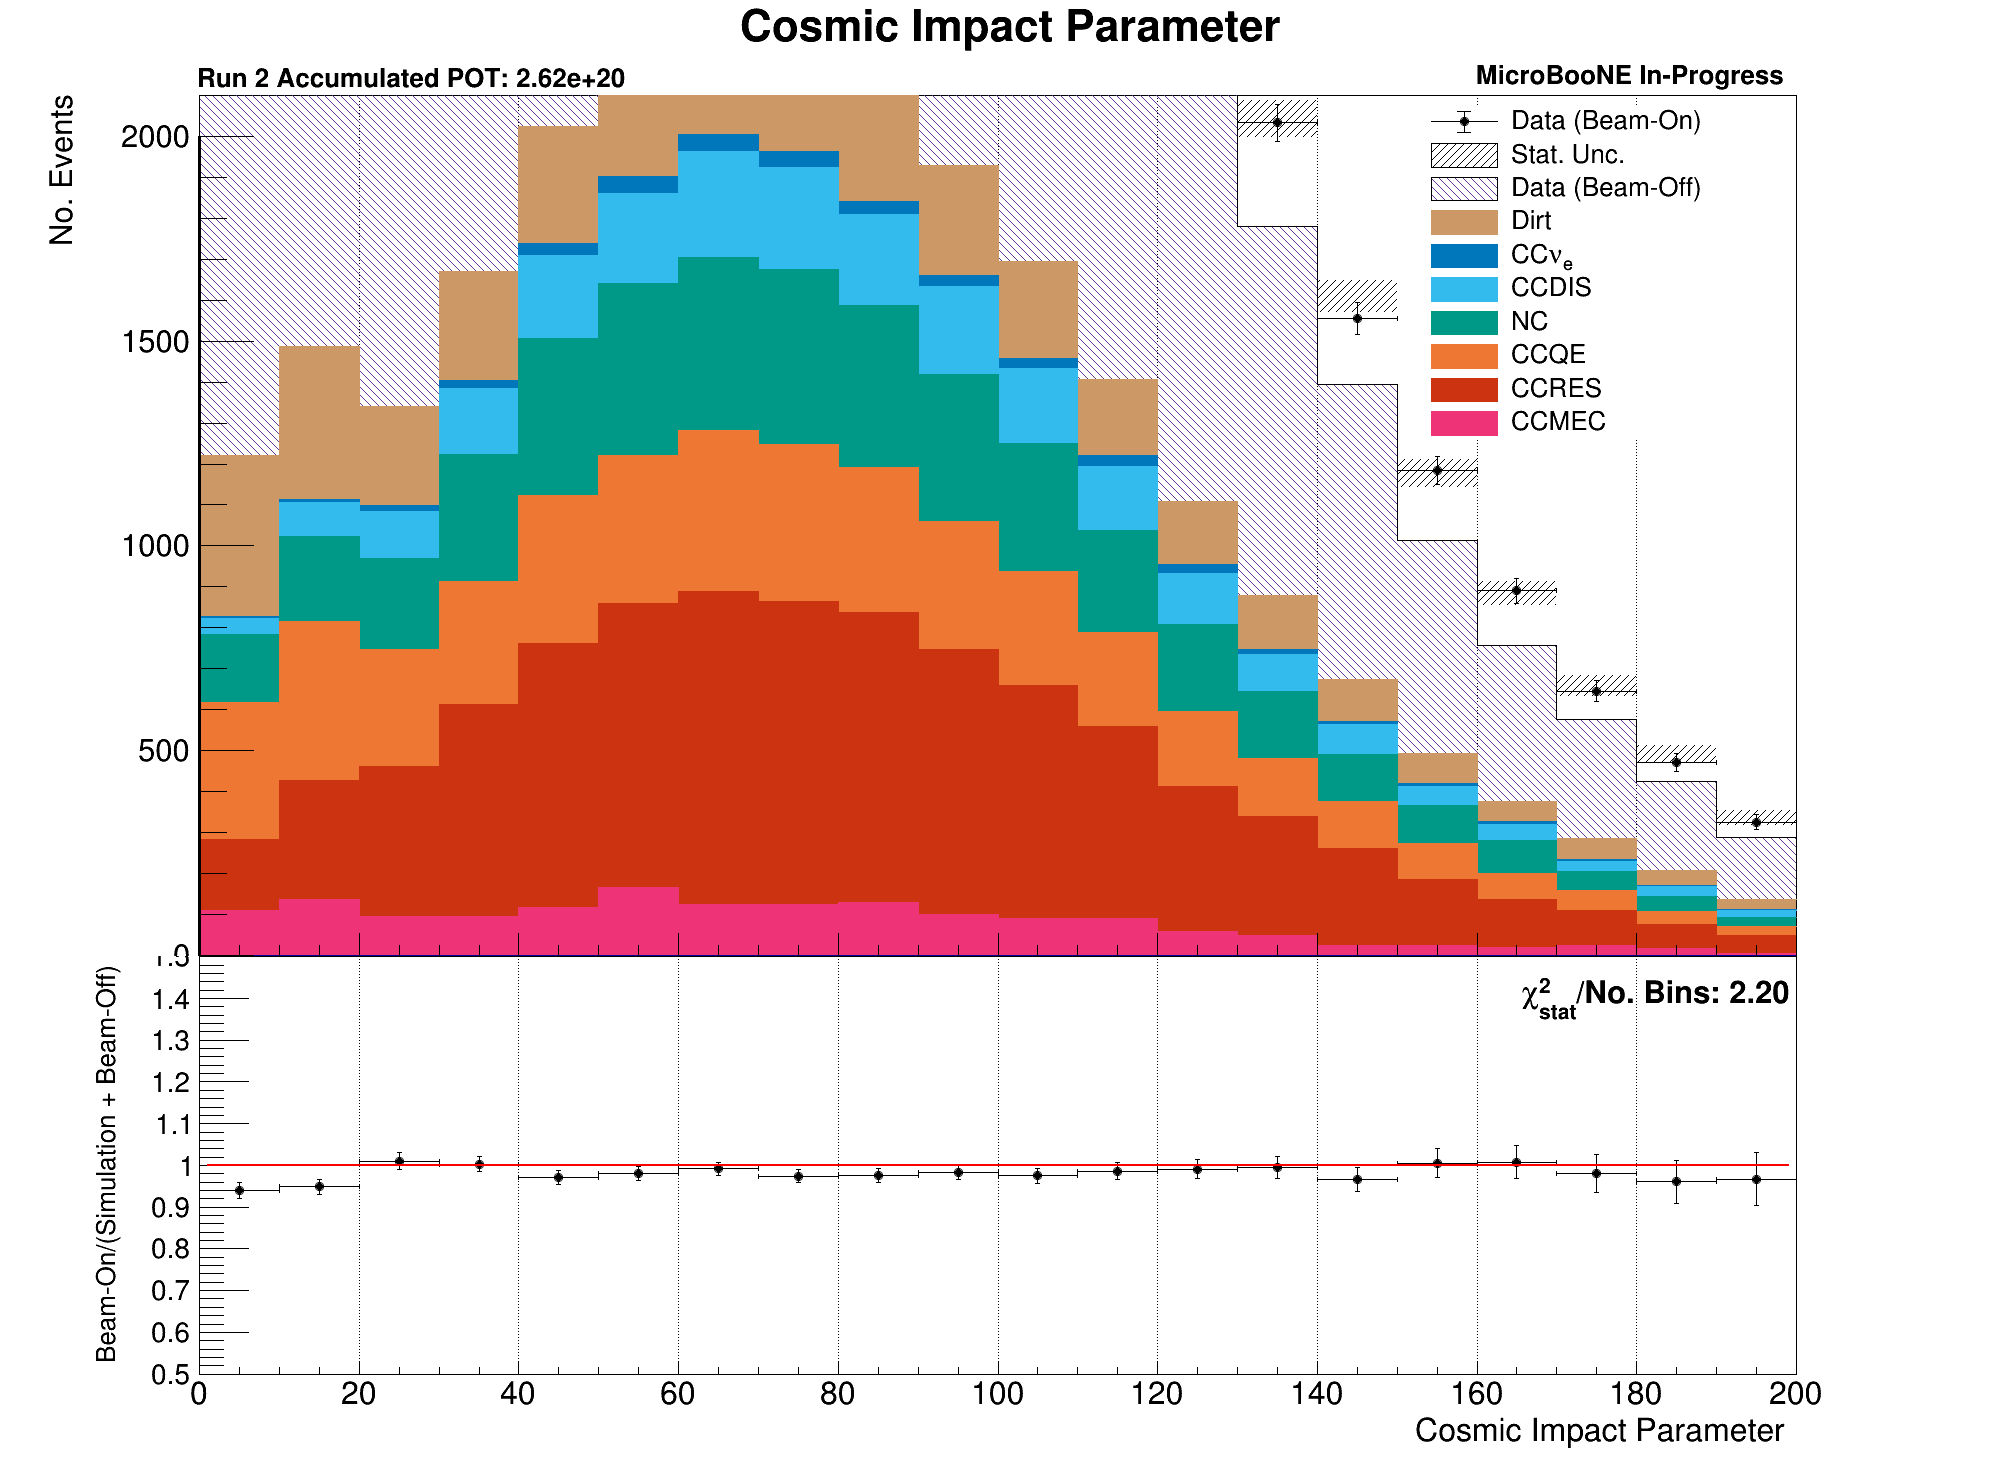 Cosmic Impact Parameter
Run 2 Accumulated POT: 2.62e+20
MicroBooNE In-Progress
No. Events
2000
1500
1000
500
0
Data (Beam-On)
Stat. Unc.
Data (Beam-Off)
Dirt
CCνe
CCDIS
NC
CCQE
CCRES
CCMEC
Beam-On/(Simulation + Beam-Off)
χ²stat/No. Bins: 2.20
1.5
1.4
1.3
1.2
1.1
1
0.9
0.8
0.7
0.6
0.5
0 20 40 60 80 100 120 140 160 180 200
Cosmic Impact Parameter